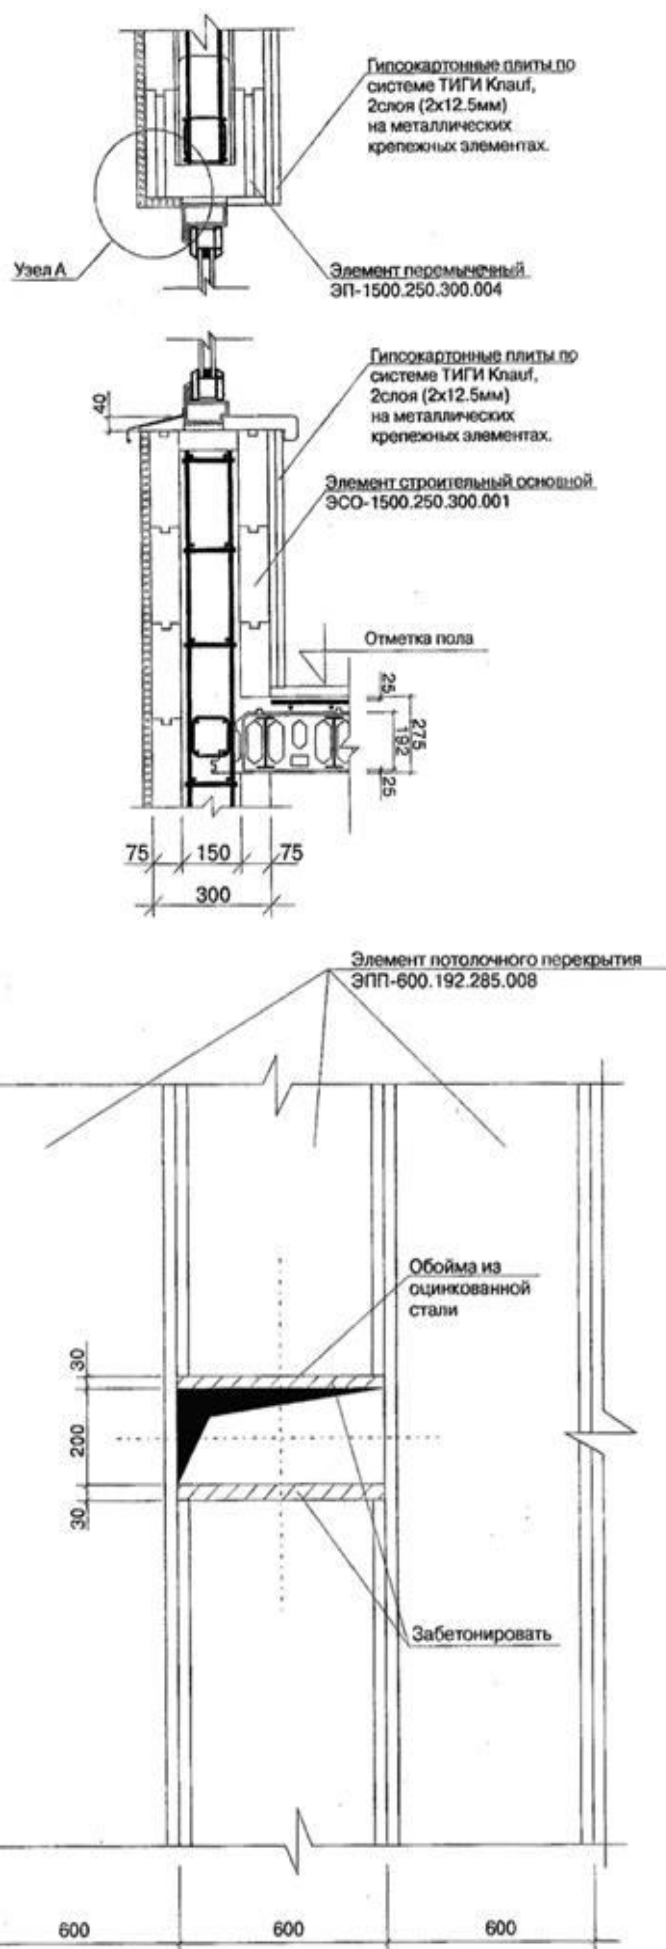 Гипсокартонные плиты по
системе ТИГИ Knauf,
2слоя (2х12.5мм)
на металлических
крепежных элементах.
Узел А
Элемент перемычечный
ЭП-1500.250.300.004
Гипсокартонные плиты по
системе ТИГИ Knauf,
2слоя (2х12.5мм)
на металлических
крепежных элементах.
40
Элемент строительный основной
ЭСО-1500.250.300.001
Отметка пола
25
275
192
25
75
150
75
300
Элемент потолочного перекрытия
ЭПП-600.192.285.008
Обойма из
оцинкованной
стали
30
200
30
Забетонировать
600
600
600